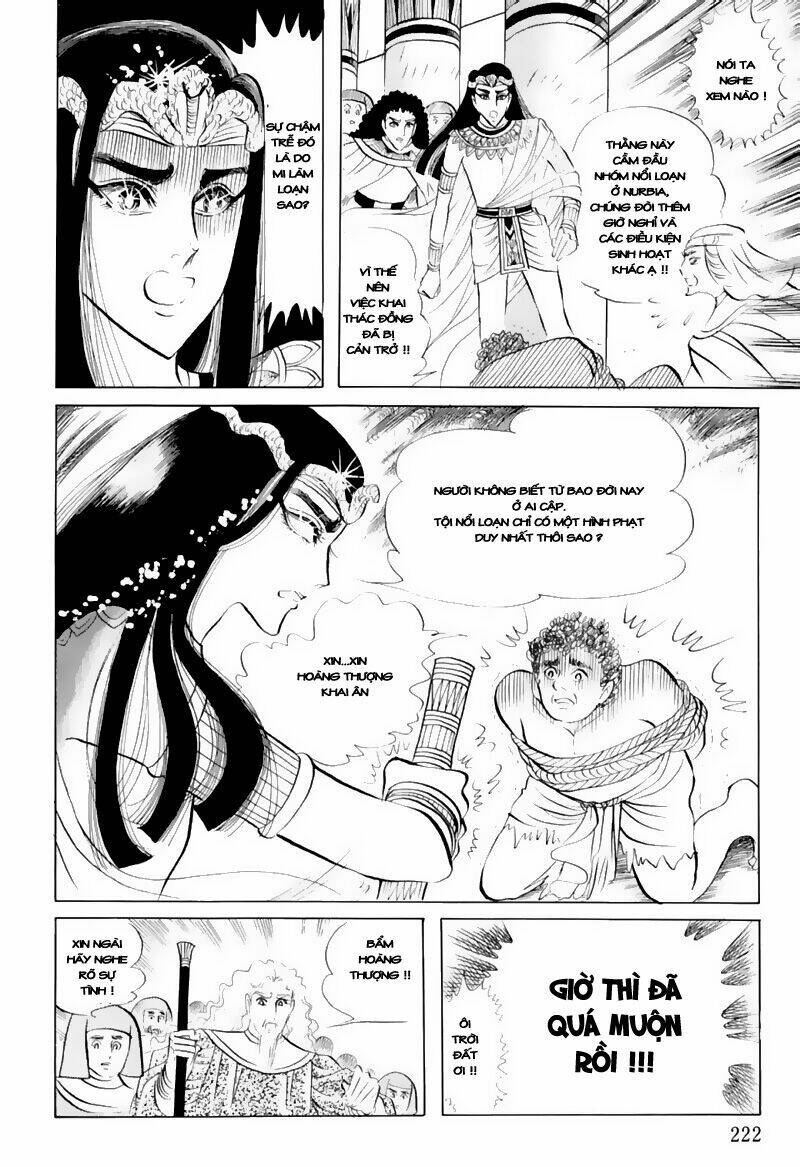 NÓI TA
NGHE
XEM NÀO !
THẰNG NÀY
CẦM ĐẦU
NHÓM NỔI LOẠN
Ở NURBIA,
CHÚNG ĐÒI THÊM
GIỜ NGHỈ VÀ
CÁC ĐIỀU KIỆN
SINH HOẠT
KHÁC Ạ !!
VÌ THẾ
NÊN
VIỆC KHAI
THÁC ĐỒNG
ĐÃ BỊ
CẢN TRỞ !!
SỰ CHẬM
TRỄ ĐÓ
LÀ DO
MI LÀM
LOẠN
SAO?
NGƯƠI KHÔNG BIẾT TỪ BAO ĐỜI NAY
Ở AI CẬP.
TỘI NỔI LOẠN CHỈ CÓ MỘT HÌNH PHẠT
DUY NHẤT THÔI SAO ?
XIN...XIN
HOÀNG THƯỢNG
KHAI ÂN
BẨM
HOÀNG
THƯỢNG !!
XIN NGÀI
HÃY NGHE
RÕ SỰ
TÌNH !
GIỜ THÌ ĐÃ
QUÁ MUỘN
RỒI !!!
ÔI
TRỜI
ĐẤT
ƠI !!
222